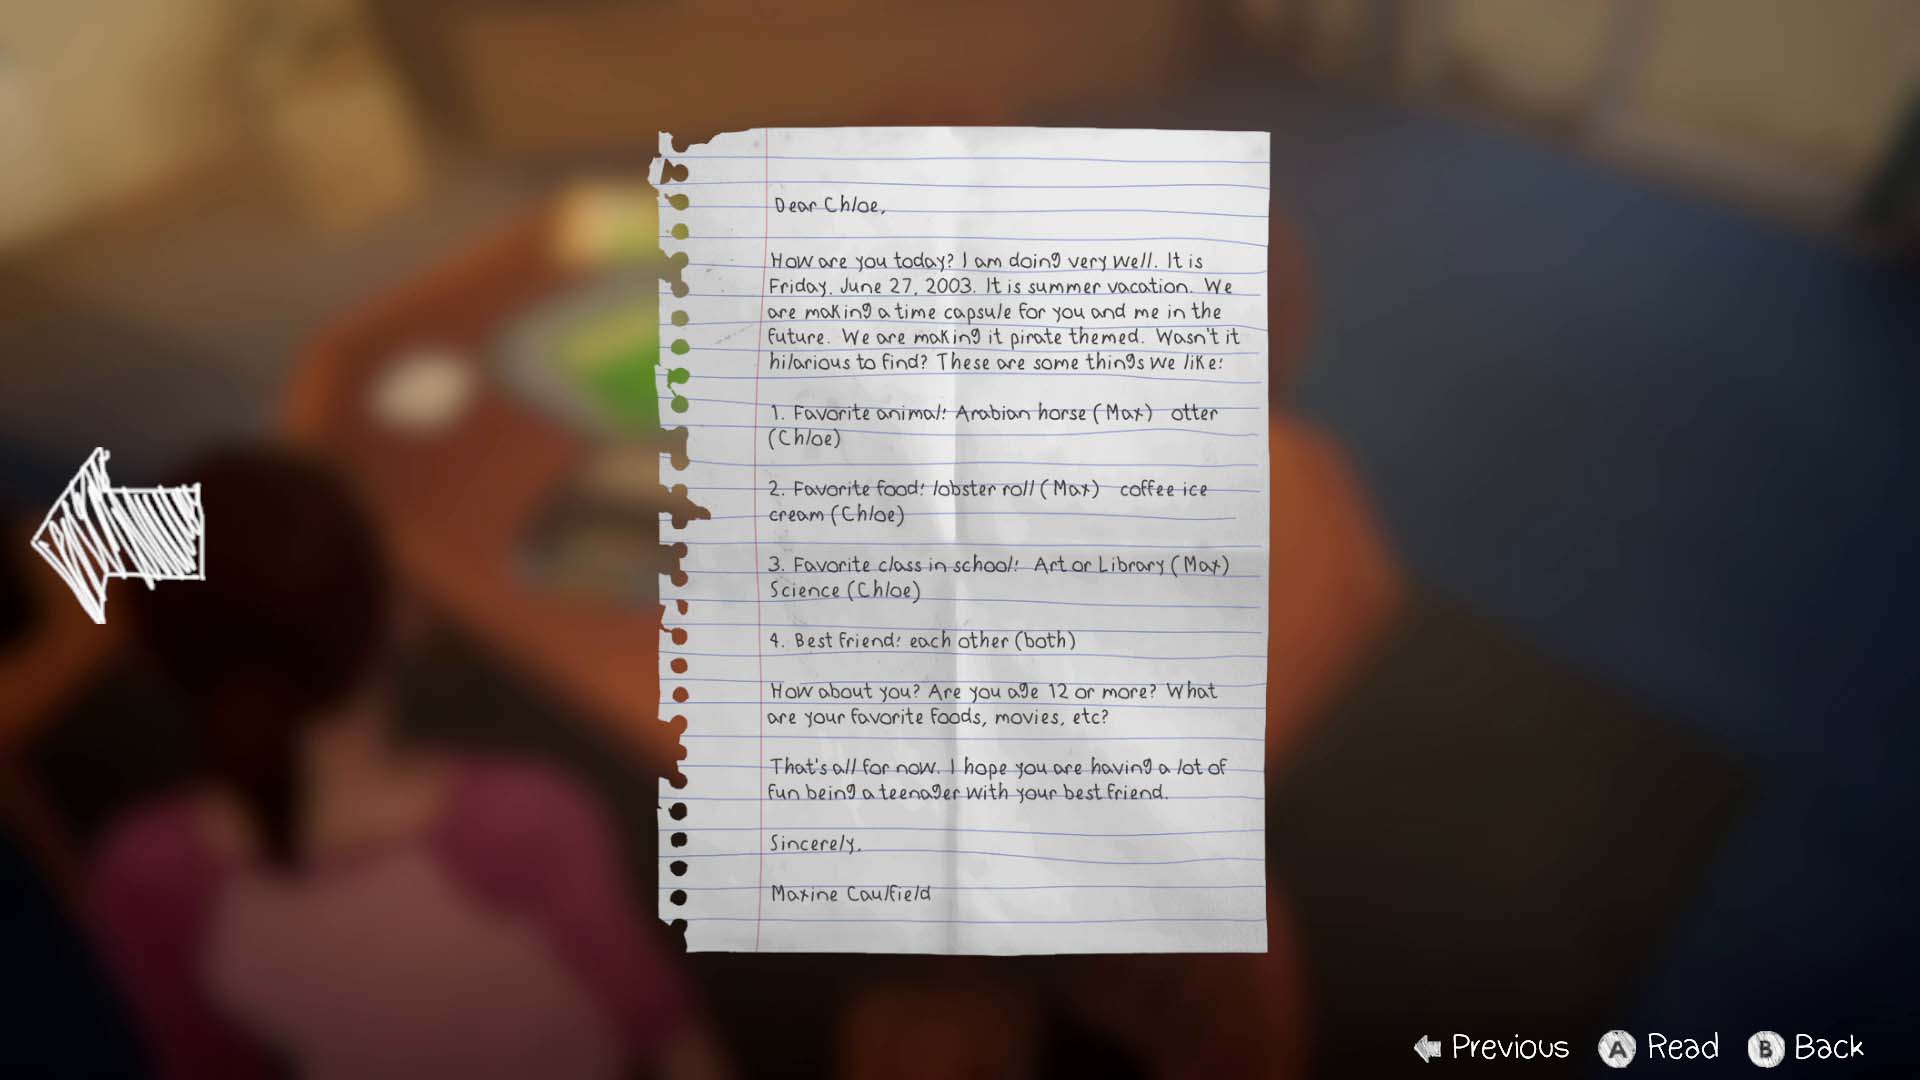 Dear Chloe,
How are you today? I am doing very well. It is
Friday, June 27, 2003. It is summer vacation. We
are making a time capsule for you and me in the
future. We are making it pirate themed. Wasn't it
hilarious to find? These are some things we like:
1. Favorite animal: Arabian horse (Max) otter
(Chloe)
2. Favorite food: lobster roll (Max) coffee ice
cream (Chloe)
3. Favorite class in school: Art or Library (Max)
Science (Chloe)
4. Best friend: each other (both)
How about you? Are you age 12 or more? What
are your favorite foods, movies, etc?
That's all for now. I hope you are having a lot of
fun being a teenager with your best friend.
Sincerely,
Maxine Caulfield
Previous A Read B Back